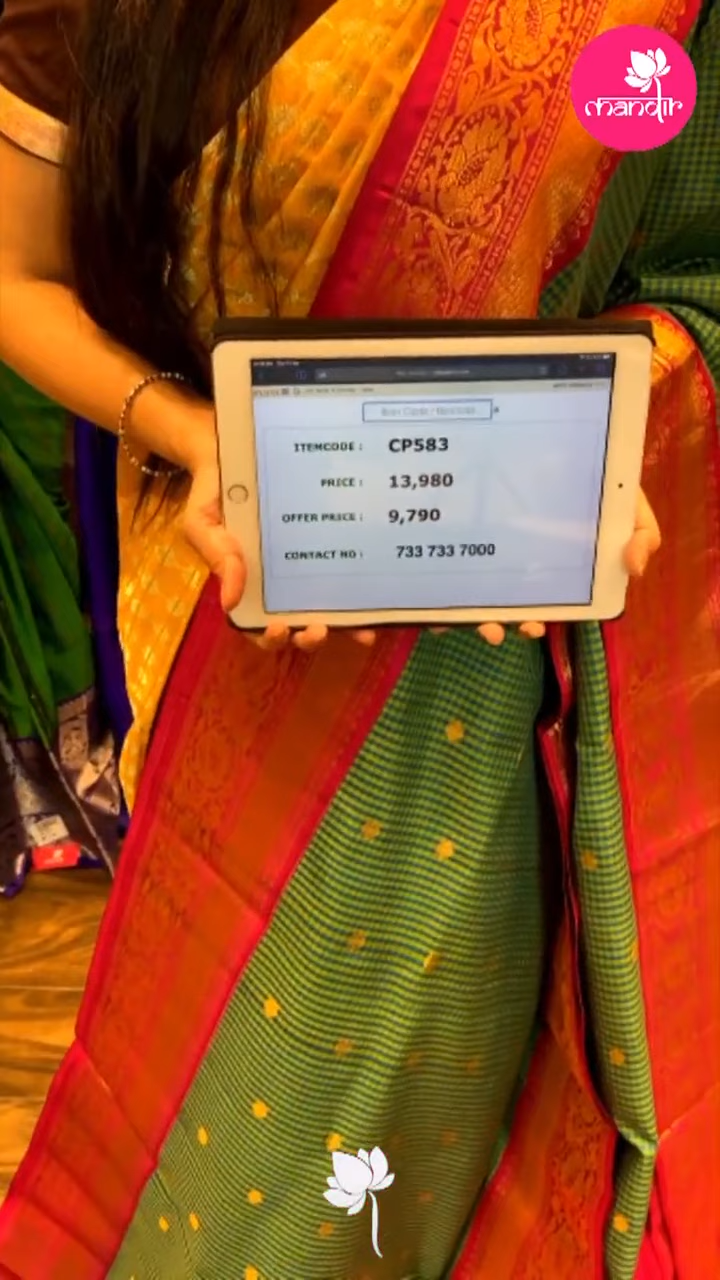 mandir
ITEMCODE : CP583
PRICE : 13,980
OFFER PRICE : 9,790
CONTACT NO : 733 733 7000